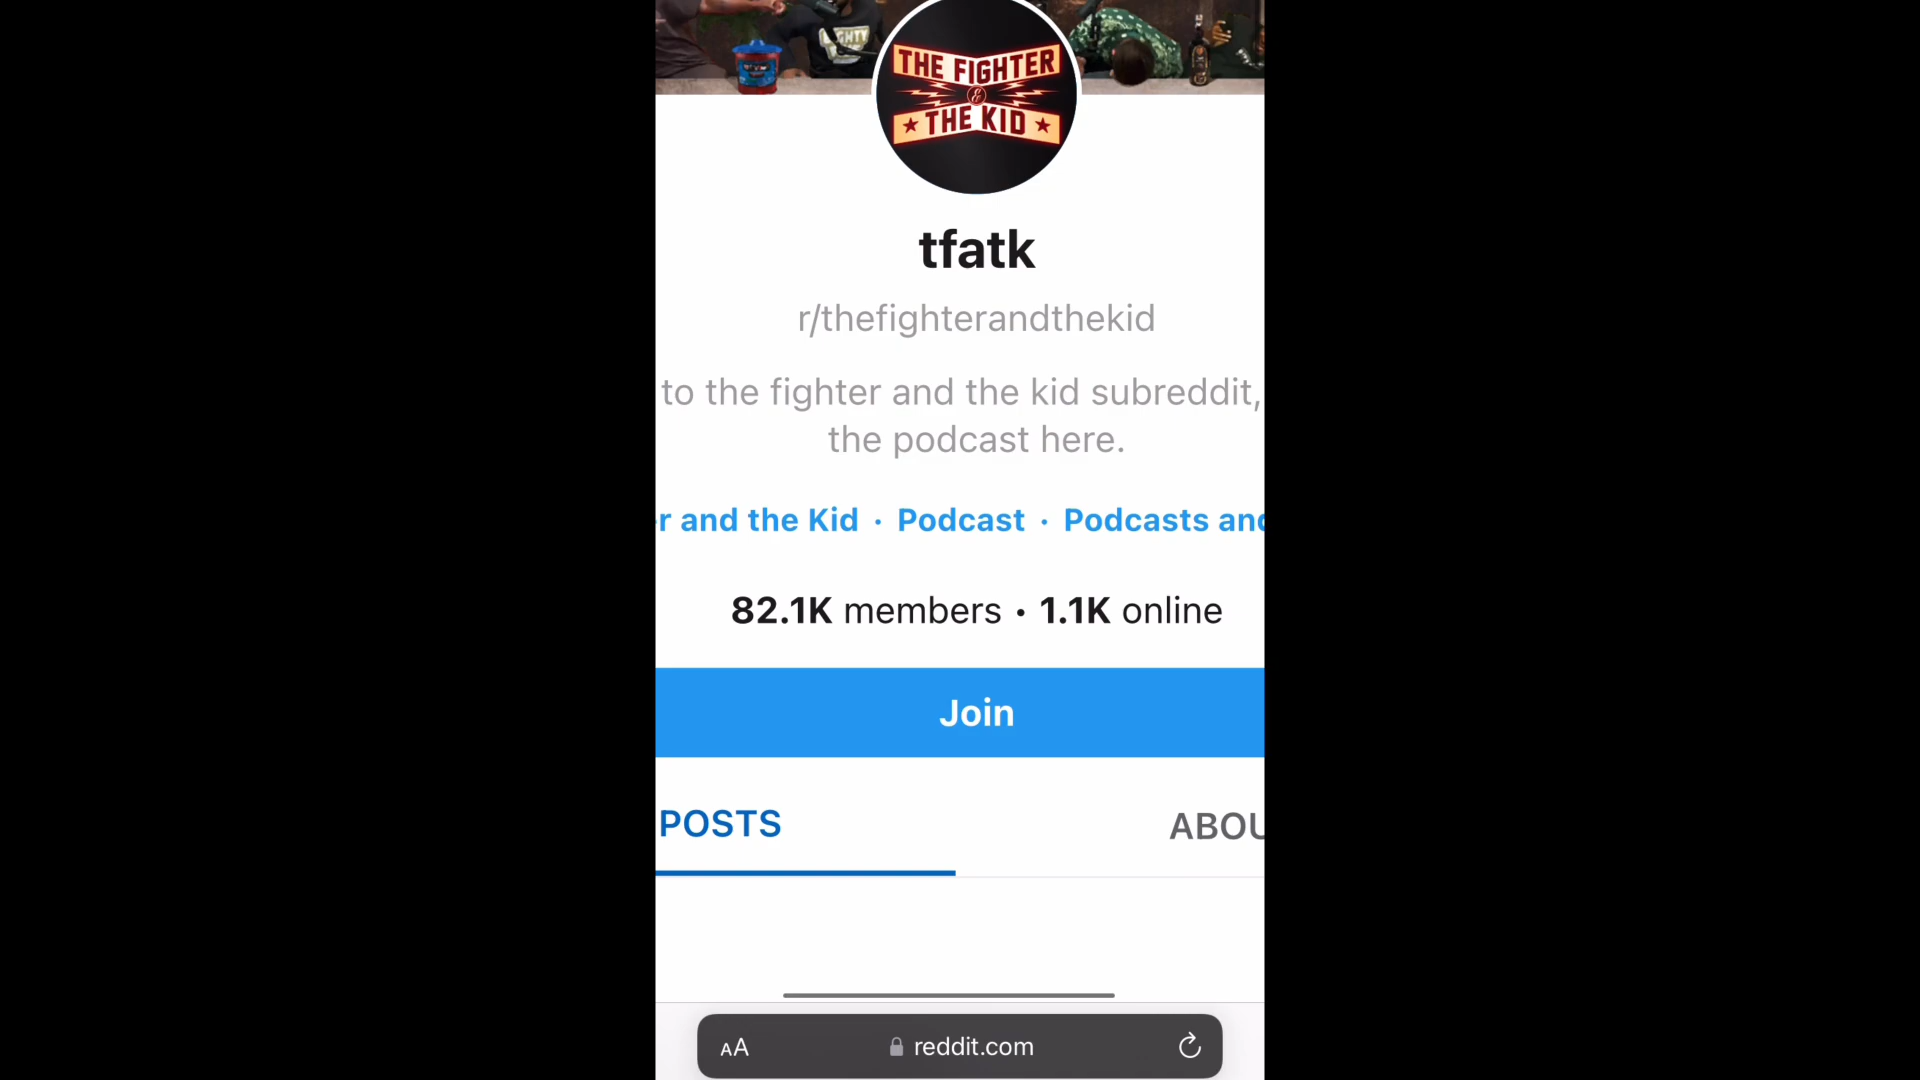 THE FIGHTER
&
THE KID
tfatk
r/thefighterandthekid
to the fighter and the kid subreddit,
the podcast here.
r and the Kid · Podcast · Podcasts and
82.1K members • 1.1K online
Join
POSTS
ABOU
AA reddit.com